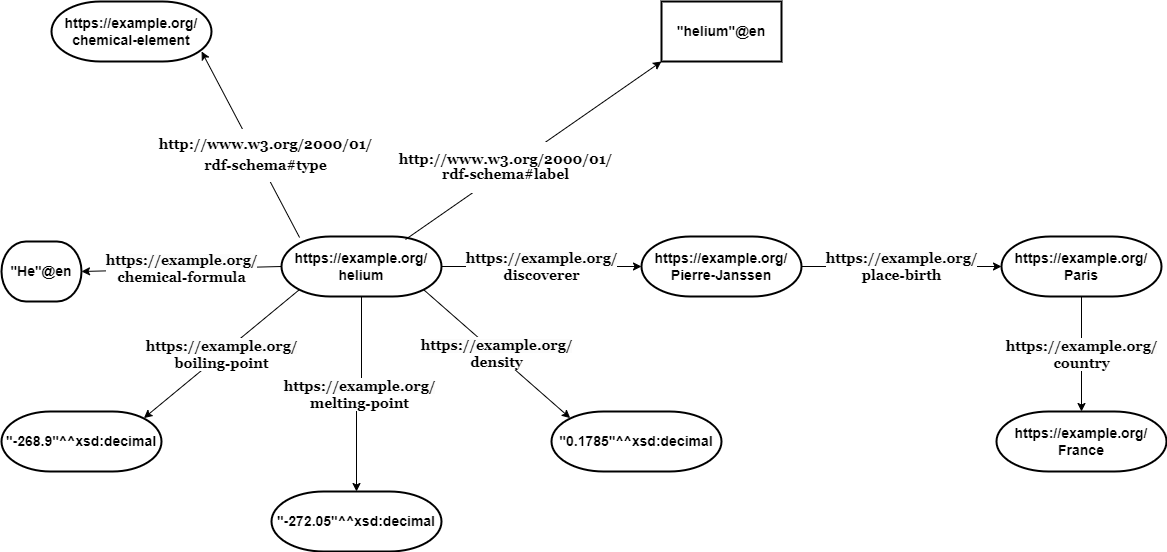 https://example.org/
chemical-element
"helium"@en
http://www.w3.org/2000/01/
rdf-schema#type
http://www.w3.org/2000/01/
rdf-schema#label
"He"@en
https://example.org/
chemical-formula
https://example.org/
helium
https://example.org/
discoverer
https://example.org/
Pierre-Janssen
https://example.org/
place-birth
https://example.org/
Paris
https://example.org/
boiling-point
https://example.org/
melting-point
https://example.org/
density
https://example.org/
country
"-268.9"^^xsd:decimal
"-272.05"^^xsd:decimal
"0.1785"^^xsd:decimal
https://example.org/
France